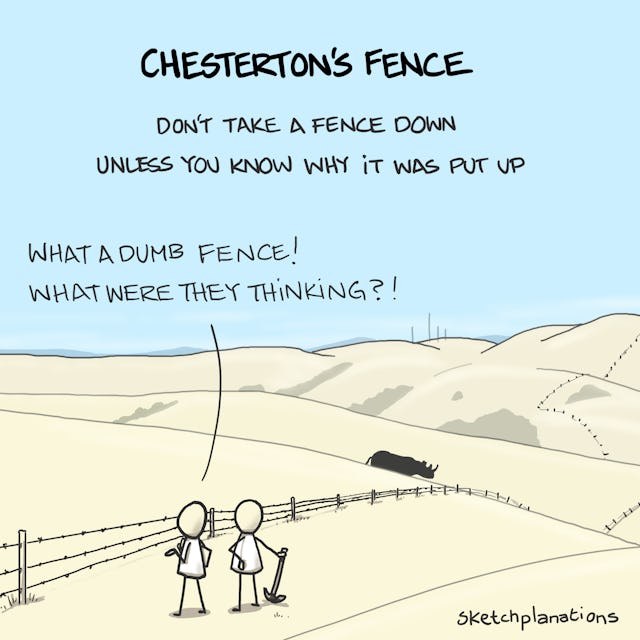 CHESTERTON'S FENCE
DON'T TAKE A FENCE DOWN
UNLESS YOU KNOW WHY IT WAS PUT UP
WHAT A DUMB FENCE!
WHAT WERE THEY THINKING?!
sketchplanations